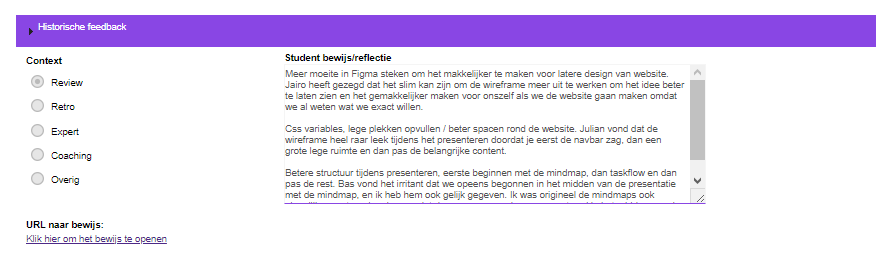 Historische feedback
Context
Review
Retro
Expert
Coaching
Overig
Student bewijs/reflectie
Meer moeite in Figma steken om het makkelijker te maken voor latere design van website.
Jairo heeft gezegd dat het slim kan zijn om de wireframe meer uit te werken om het idee beter
te laten zien en het gemakkelijker maken voor onszelf als we de website gaan maken omdat
we al weten wat we exact willen.
Css variables, lege plekken opvullen / beter spacen rond de website. Julian vond dat de
wireframe heel raar leek tijdens het presenteren doordat je eerst de navbar zag, dan een
grote lege ruimte en dan pas de belangrijke content.
Betere structuur tijdens presenteren, eerste beginnen met de mindmap, dan taskflow en dan
pas de rest. Bas vond het irritant dat we opeens begonnen in het midden van de presentatie
met de mindmap, en ik heb hem ook gelijk gegeven. Ik was origineel de mindmaps ook
URL naar bewijs:
Klik hier om het bewijs te openen